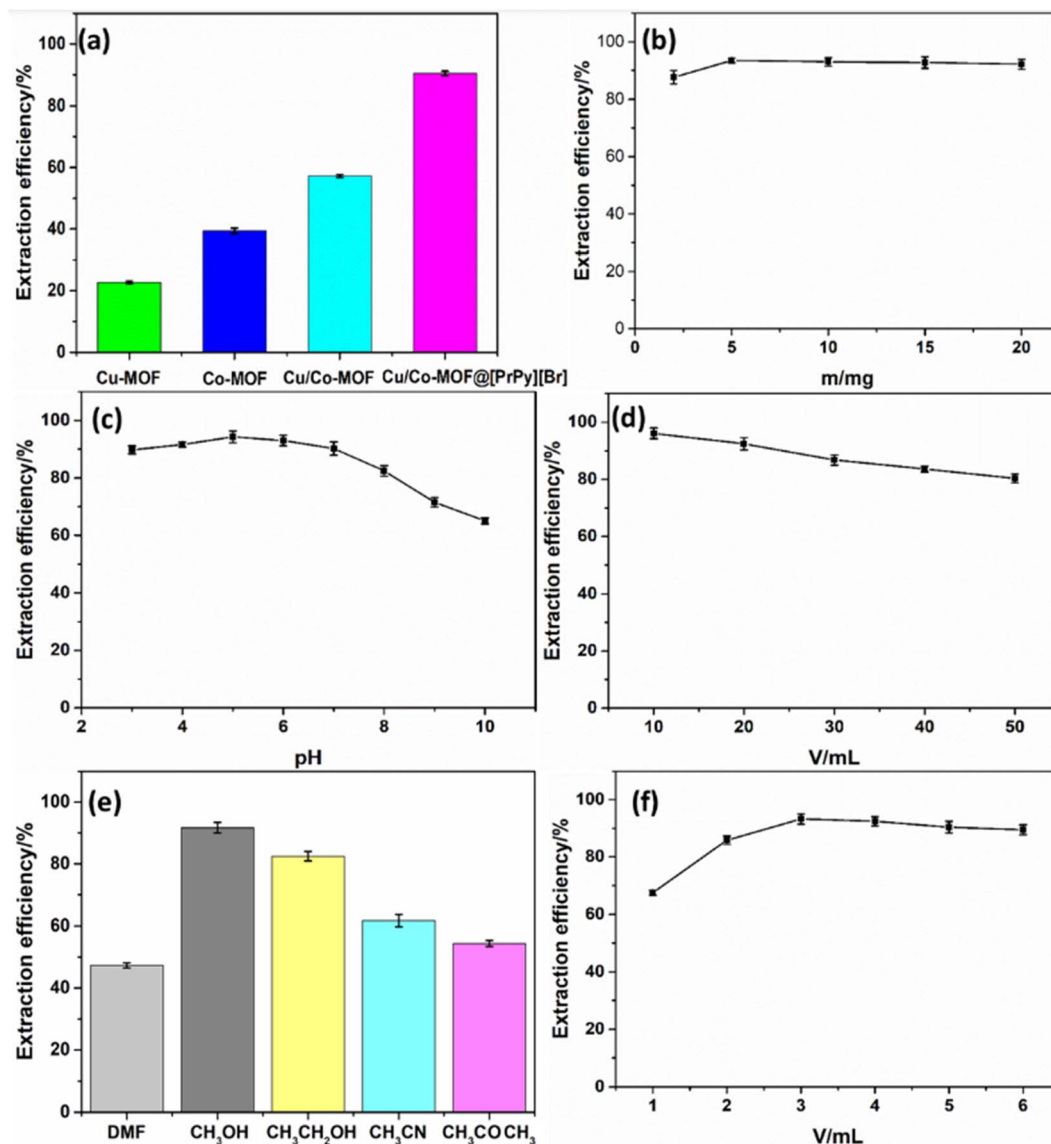 (a)
Extraction efficiency/%
100
80
60
40
20
0
Cu-MOF Co-MOF Cu/Co-MOF Cu/Co-MOF@[PrPy][Br]
(b)
Extraction efficiency/%
100
80
60
40
20
0
0 5 10 15 20
m/mg
(c)
Extraction efficiency/%
100
80
60
40
20
0
2 4 6 8 10
pH
(d)
Extraction efficiency/%
100
80
60
40
20
0
10 20 30 40 50
V/mL
(e)
Extraction efficiency/%
100
80
60
40
20
0
DMF CH₃OH CH₃CH₂OH CH₃CN CH₃COCH₃
(f)
Extraction efficiency/%
100
80
60
40
20
0
1 2 3 4 5 6
V/mL